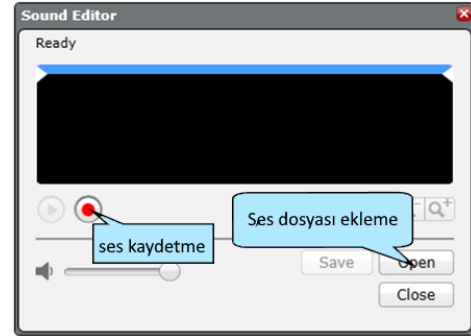 Sound Editor
Ready
Ses dosyası ekleme
ses kaydetme
Save
Open
Close